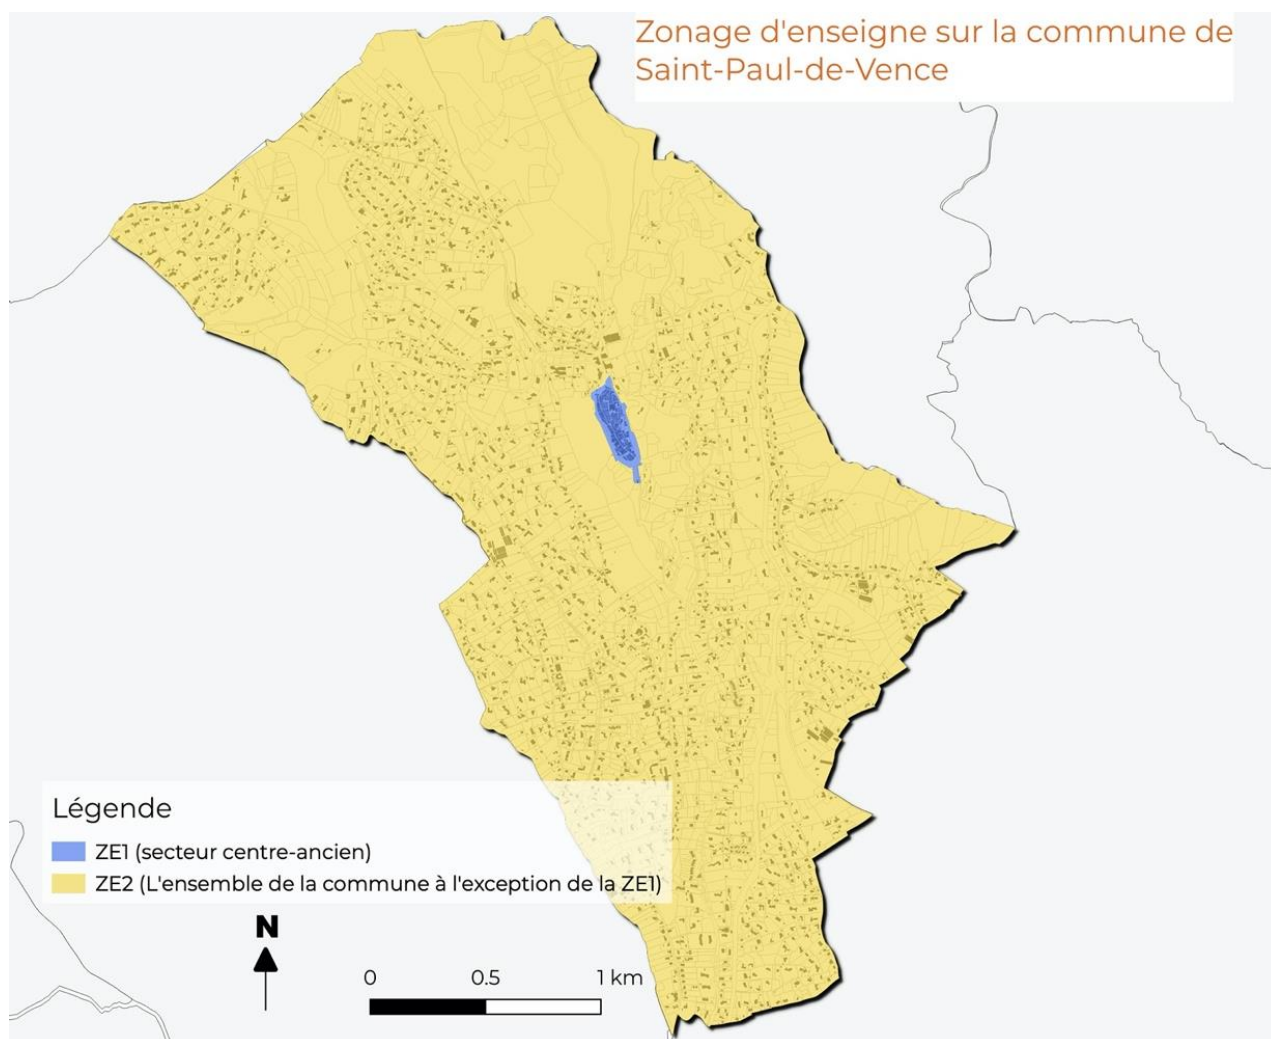 Zonage d'enseigne sur la commune de
Saint-Paul-de-Vence
Légende
ZE1 (secteur centre-ancien)
ZE2 (L'ensemble de la commune à l'exception de la ZE1)
N
0 0.5 1 km